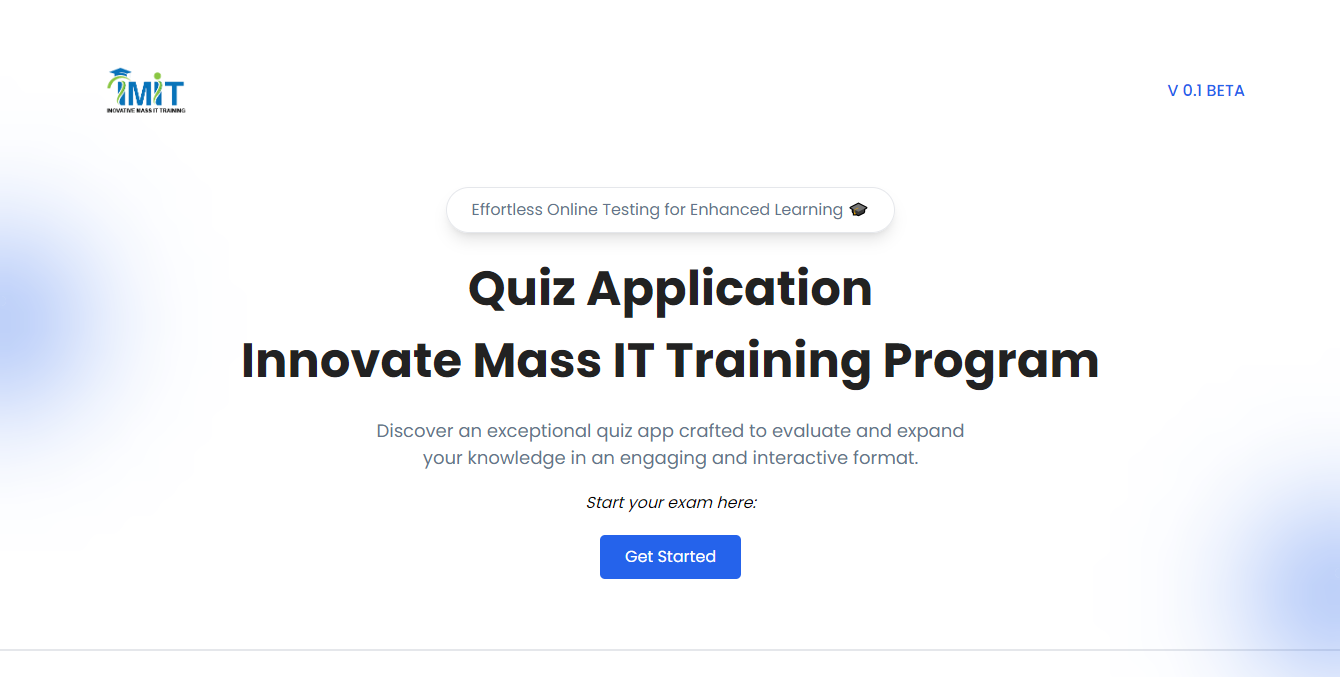 IMiT
INOVATIVE MASS IT TRAINING
V 0.1 BETA
Effortless Online Testing for Enhanced Learning 🎓
Quiz Application
Innovate Mass IT Training Program
Discover an exceptional quiz app crafted to evaluate and expand
your knowledge in an engaging and interactive format.
Start your exam here:
Get Started